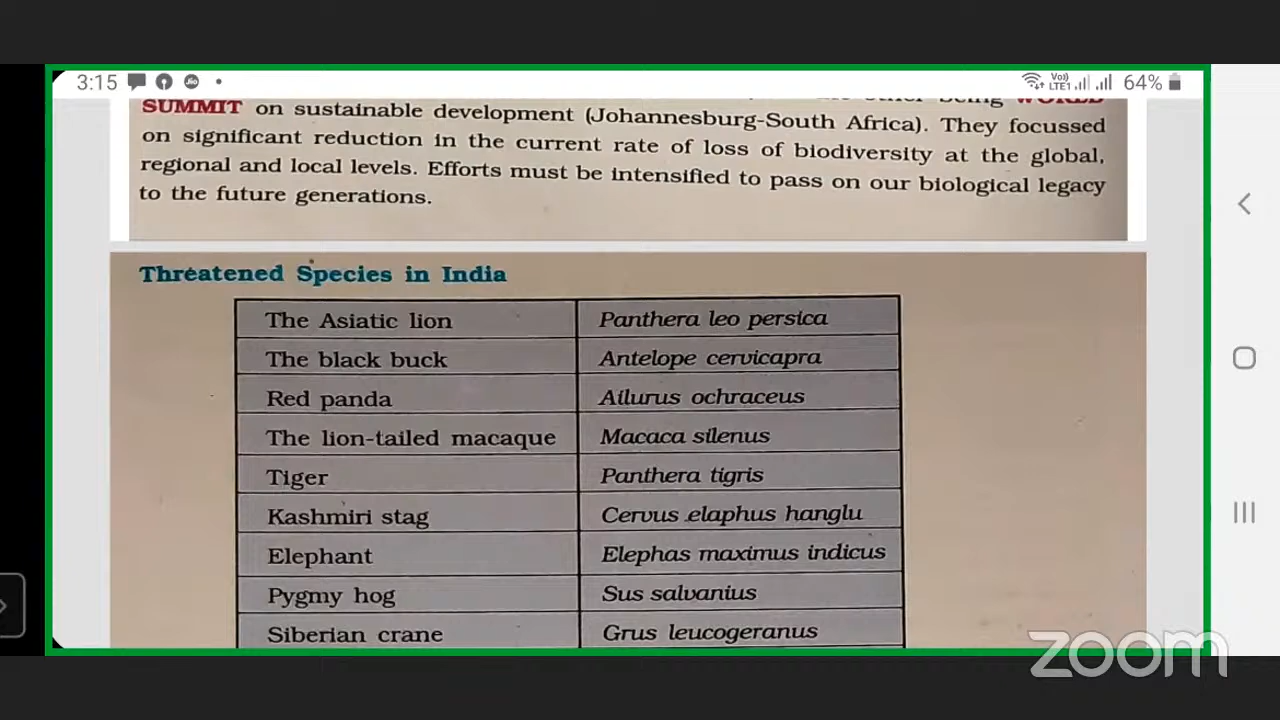 3:15
Vo)) LTE1 64%
SUMMIT on sustainable development (Johannesburg-South Africa). They focussed
on significant reduction in the current rate of loss of biodiversity at the global,
regional and local levels. Efforts must be intensified to pass on our biological legacy
to the future generations.
Threatened Species in India
The Asiatic lion Panthera leo persica
The black buck Antelope cervicapra
Red panda Ailurus ochraceus
The lion-tailed macaque Macaca silenus
Tiger Panthera tigris
Kashmiri stag Cervus elaphus hanglu
Elephant Elephas maximus indicus
Pygmy hog Sus salvanius
Siberian crane Grus leucogeranus
zoom